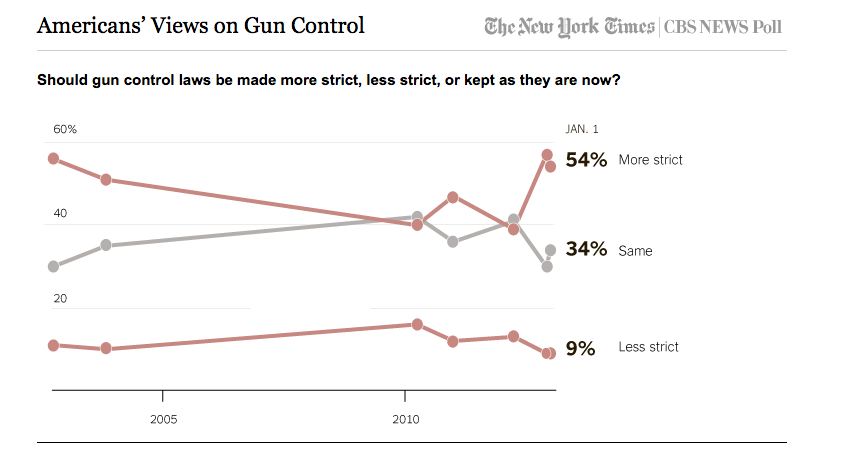 Americans’ Views on Gun Control
The New York Times | CBS NEWS Poll
Should gun control laws be made more strict, less strict, or kept as they are now?
60%
JAN. 1
54% More strict
40
34% Same
20
9% Less strict
2005
2010